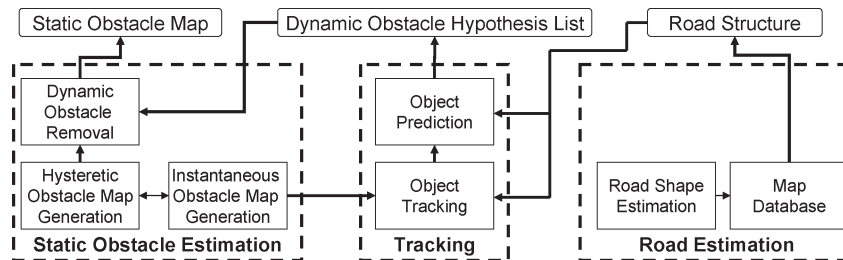 Static Obstacle Map
Dynamic Obstacle Hypothesis List
Road Structure
Dynamic
Obstacle
Removal
Object
Prediction
Hysteretic
Obstacle Map
Generation
Instantaneous
Obstacle Map
Generation
Object
Tracking
Road Shape
Estimation
Map
Database
Static Obstacle Estimation
Tracking
Road Estimation